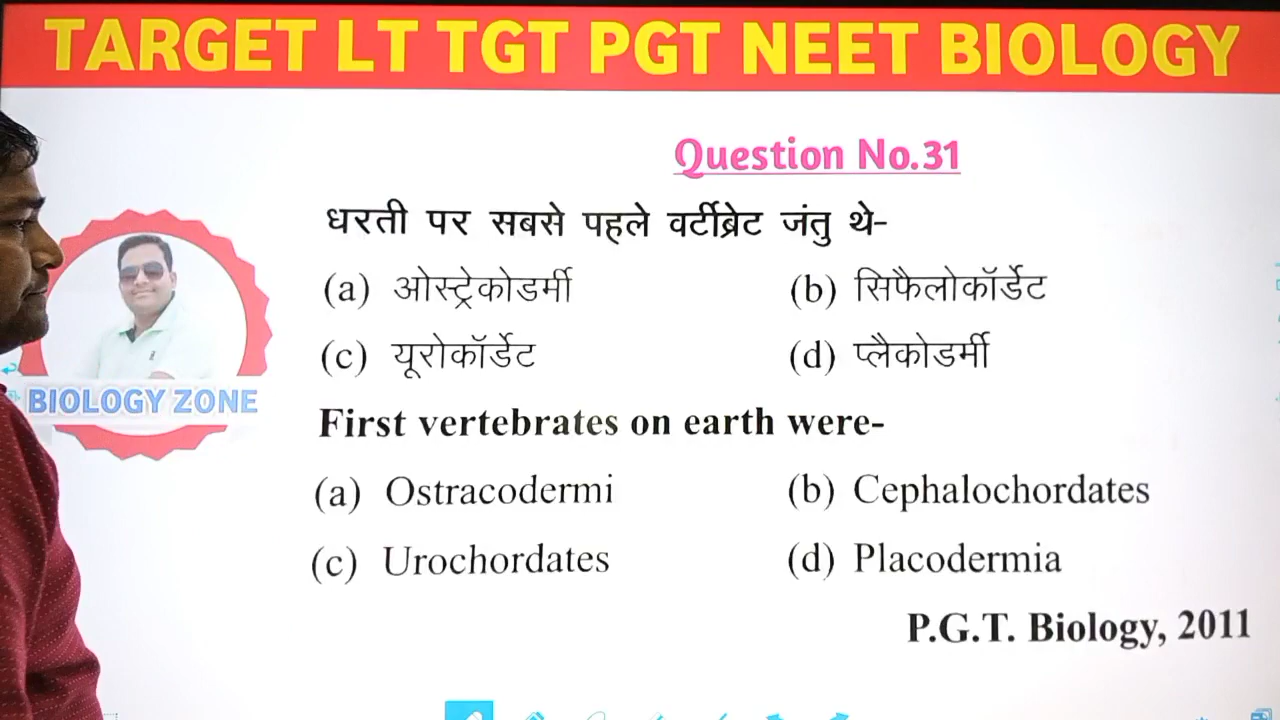 TARGET LT TGT PGT NEET BIOLOGY
Question No.31
धरती पर सबसे पहले वर्टीब्रेट जंतु थे-
(a) ओस्ट्रेकोडर्मी (b) सिफैलोकॉर्डेट
(c) यूरोकॉर्डेट (d) प्लैकोडर्मी
BIOLOGY ZONE
First vertebrates on earth were-
(a) Ostracodermi (b) Cephalochordates
(c) Urochordates (d) Placodermia
P.G.T. Biology, 2011